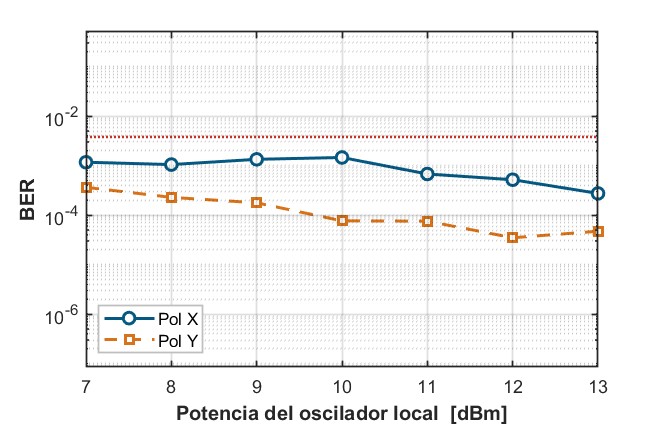 10^-2
10^-4
10^-6
BER
Pol X
Pol Y
7 8 9 10 11 12 13
Potencia del oscilador local [dBm]